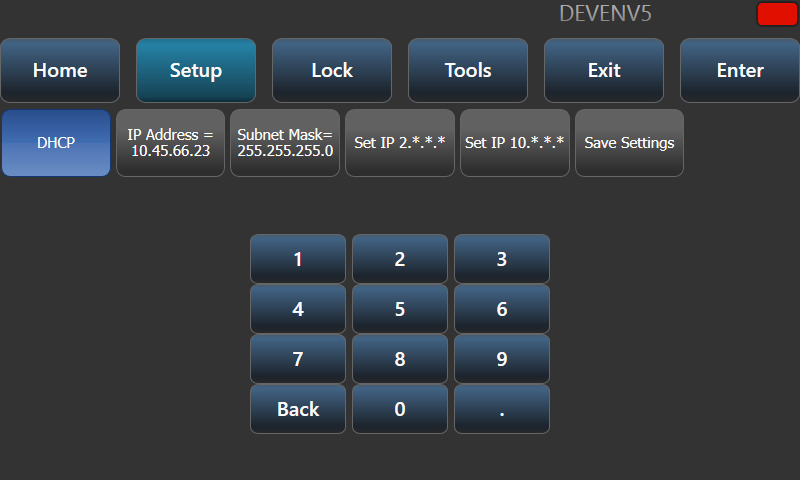 DEVENV5
Home
Setup
Lock
Tools
Exit
Enter
DHCP
IP Address =
10.45.66.23
Subnet Mask=
255.255.255.0
Set IP 2.*.*.*
Set IP 10.*.*.*
Save Settings
1
2
3
4
5
6
7
8
9
Back
0
.